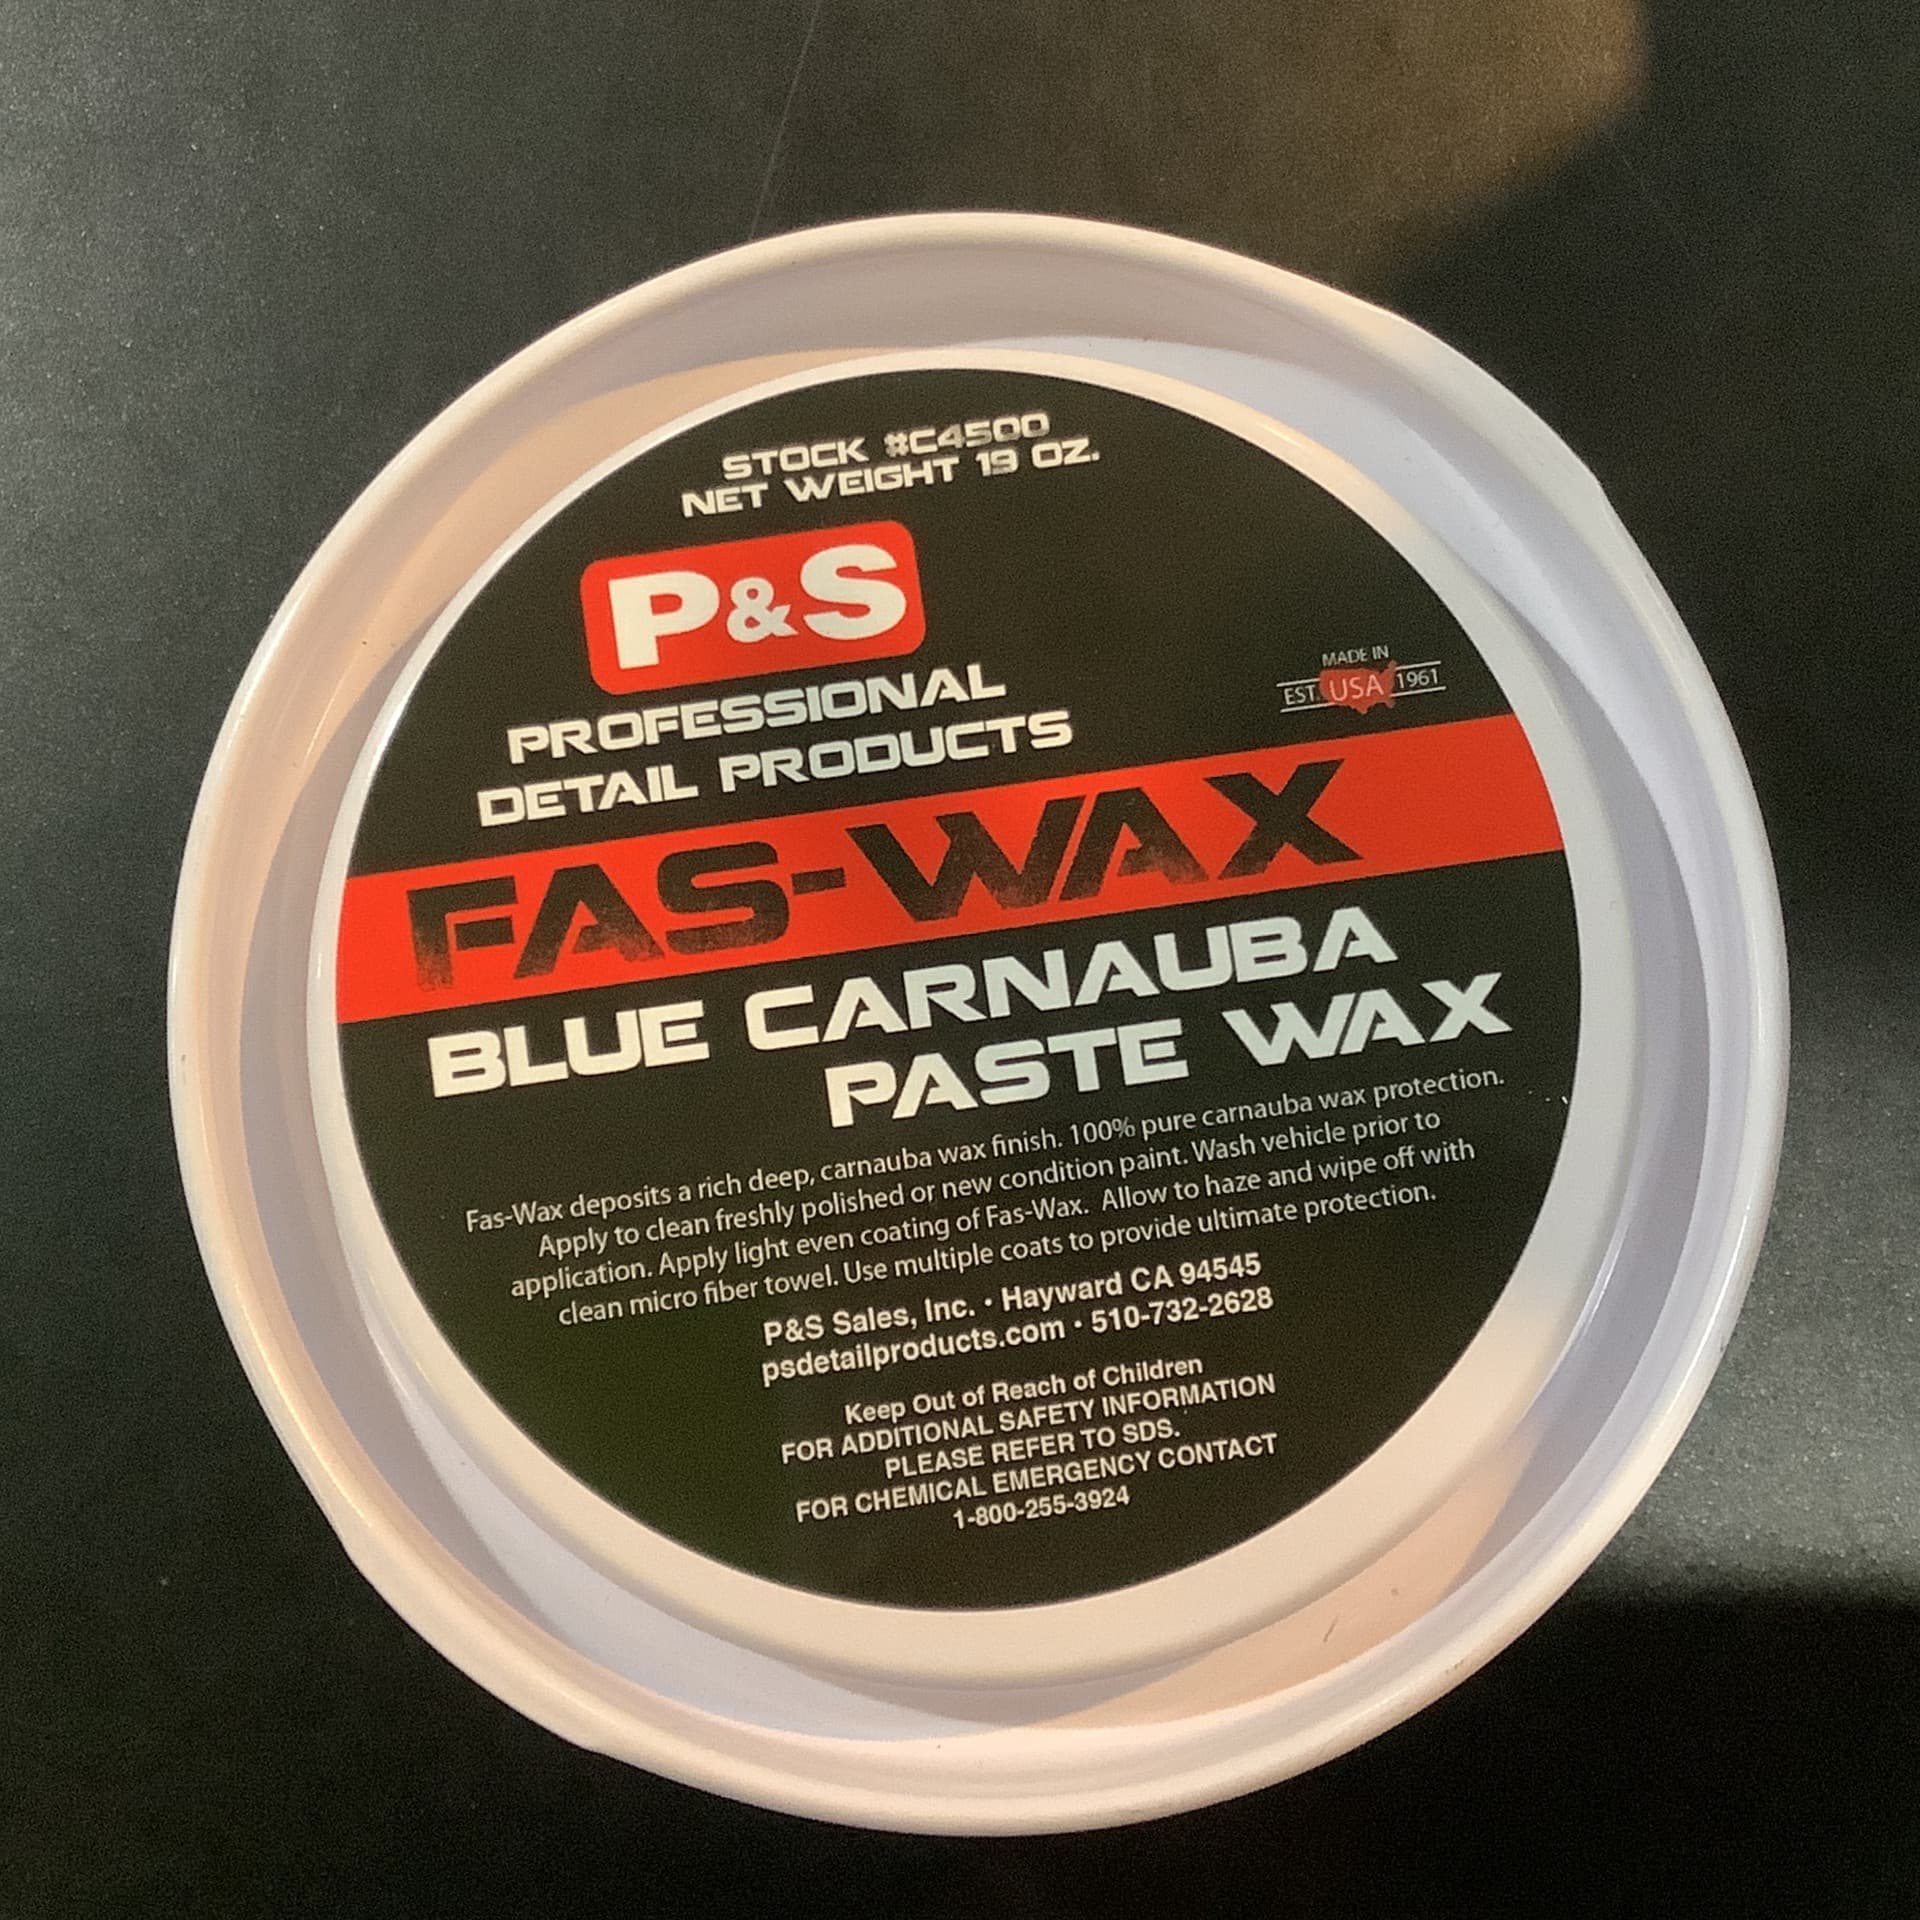 STOCK #C4500
NET WEIGHT 19 OZ.
P&S
PROFESSIONAL
DETAIL PRODUCTS
MADE IN
EST. USA 1961
FAS-WAX
BLUE CARNAUBA
PASTE WAX
Fas-Wax deposits a rich deep, carnauba wax finish. 100% pure carnauba wax protection.
Apply to clean freshly polished or new condition paint. Wash vehicle prior to
application. Apply light even coating of Fas-Wax. Allow to haze and wipe off with
clean micro fiber towel. Use multiple coats to provide ultimate protection.
P&S Sales, Inc. • Hayward CA 94545
psdetailproducts.com • 510-732-2628
Keep Out of Reach of Children
FOR ADDITIONAL SAFETY INFORMATION
PLEASE REFER TO SDS.
FOR CHEMICAL EMERGENCY CONTACT
1-800-255-3924